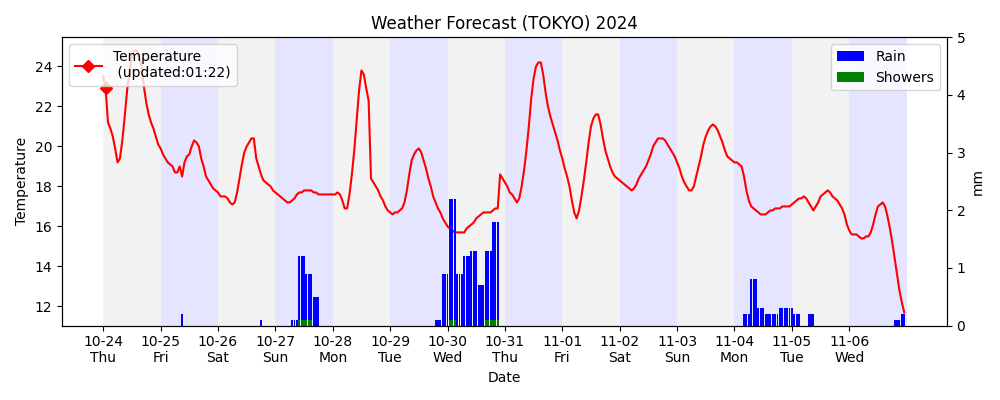 Weather Forecast (TOKYO) 2024
Temperature
(updated:01:22)
Rain
Showers
Temperature
24
22
20
18
16
14
12
5
4
3
2
1
0
mm
10-24 10-25 10-26 10-27 10-28 10-29 10-30 10-31 11-01 11-02 11-03 11-04 11-05 11-06
Thu Fri Sat Sun Mon Tue Wed Thu Fri Sat Sun Mon Tue Wed
Date